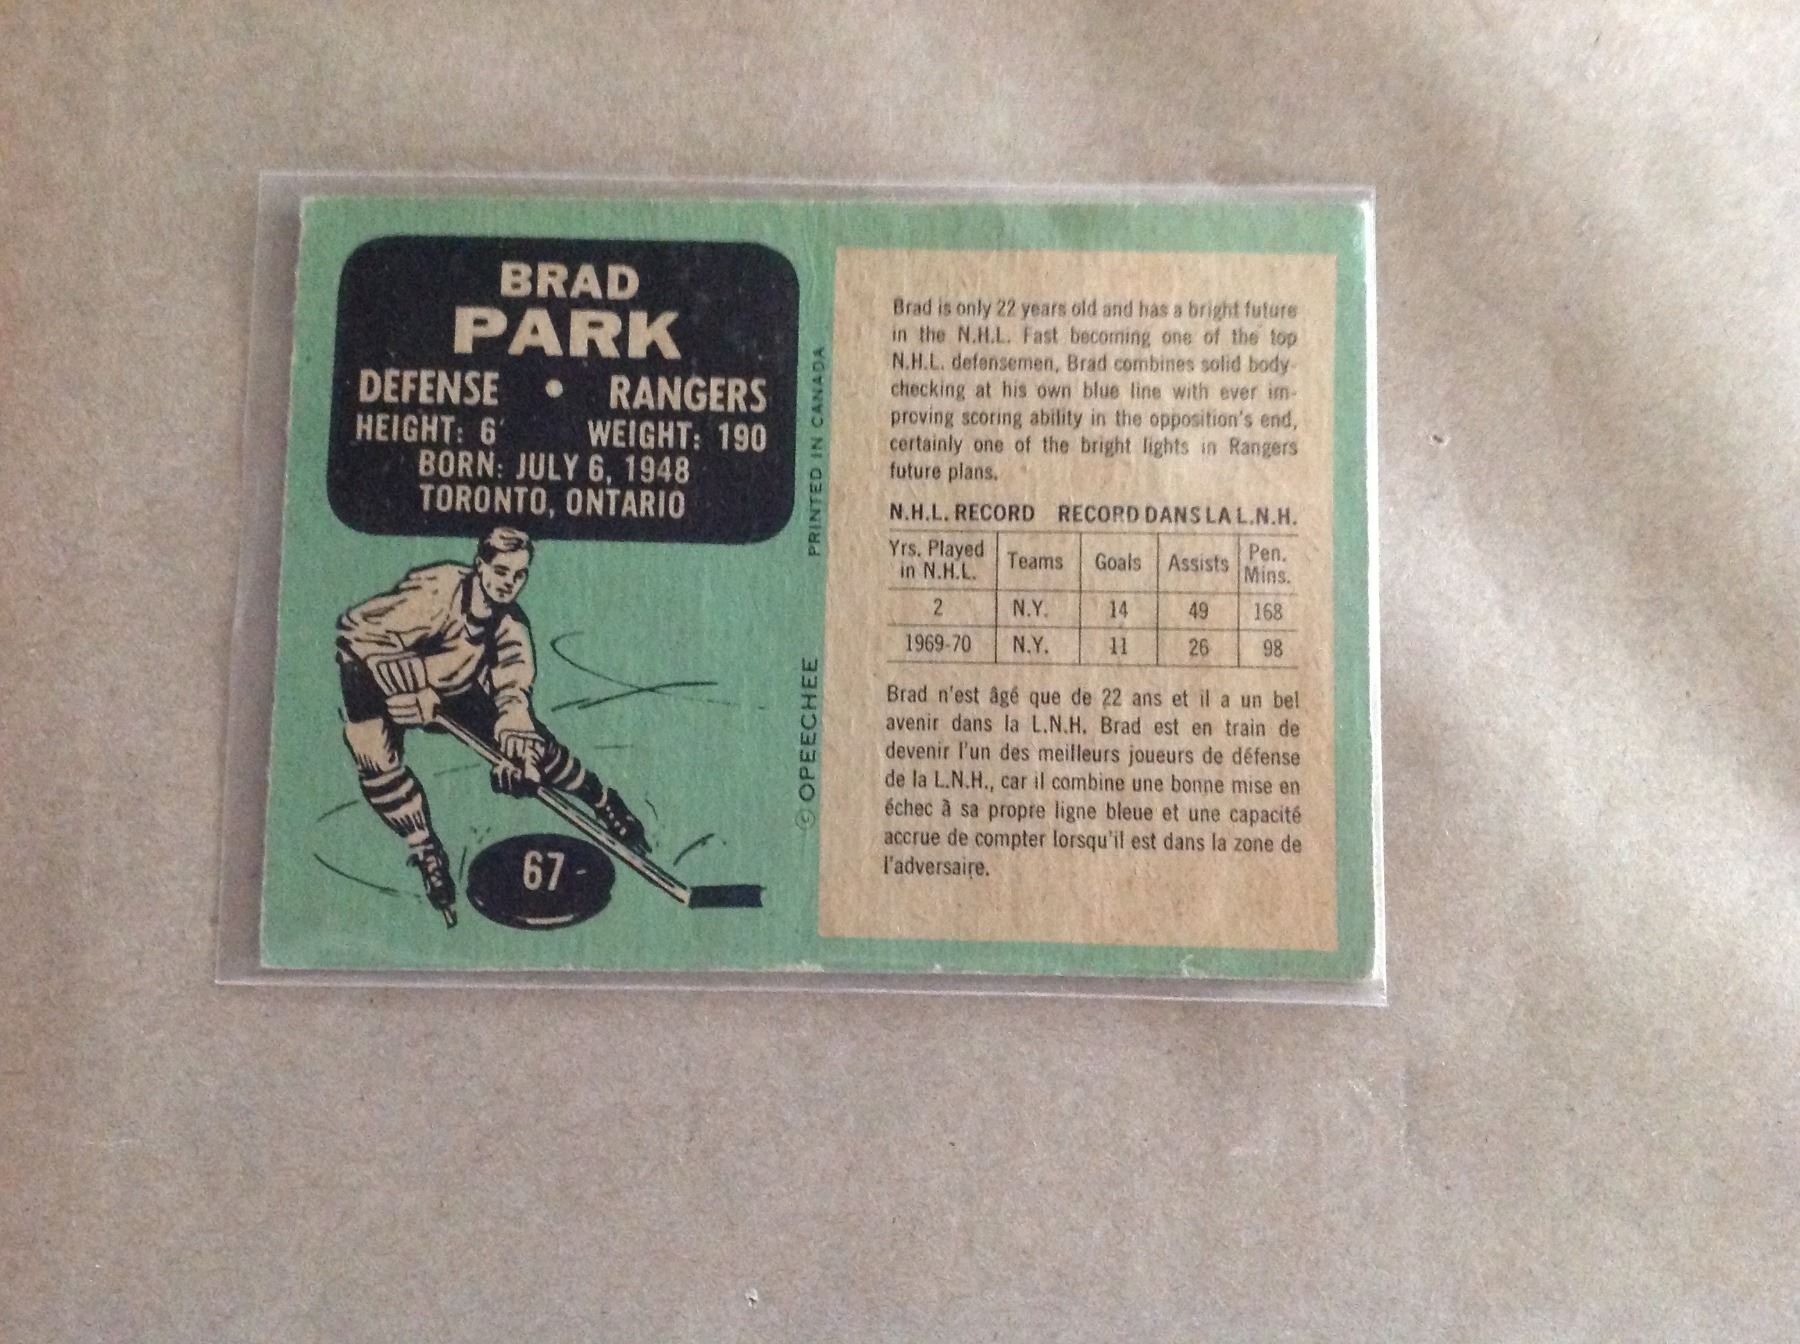 BRAD
PARK
DEFENSE • RANGERS
HEIGHT: 6' WEIGHT: 190
BORN: JULY 6, 1948
TORONTO, ONTARIO
67
© OPEECHEE PRINTED IN CANADA
Brad is only 22 years old and has a bright future
in the N.H.L. Fast becoming one of the top
N.H.L. defensemen, Brad combines solid body-
checking at his own blue line with ever im-
proving scoring ability in the opposition's end,
certainly one of the bright lights in Rangers
future plans.
N.H.L. RECORD RECORD DANS LA L.N.H.
Yrs. Played in N.H.L. Teams Goals Assists Pen. Mins.
2 N.Y. 14 49 168
1969-70 N.Y. 11 26 98
Brad n'est âgé que de 22 ans et il a un bel
avenir dans la L.N.H. Brad est en train de
devenir l'un des meilleurs joueurs de défense
de la L.N.H., car il combine une bonne mise en
échec à sa propre ligne bleue et une capacité
accrue de compter lorsqu'il est dans la zone de
l'adversaire.